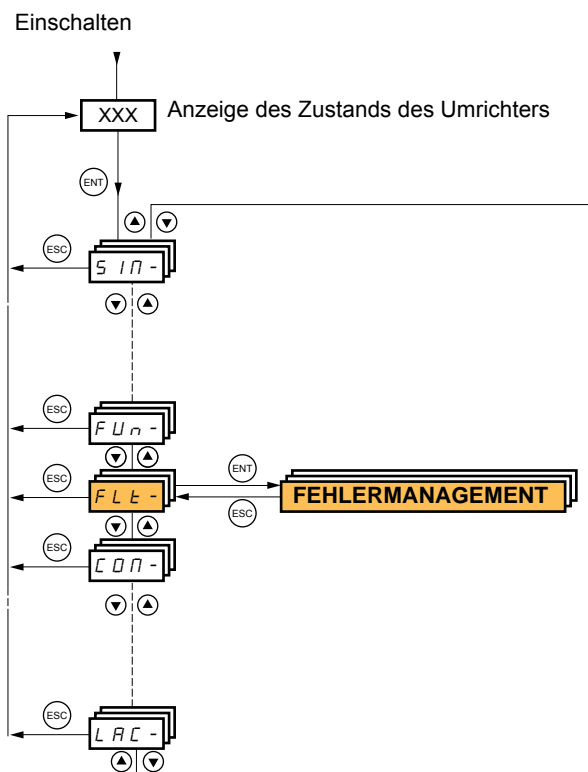 Einschalten
XXX
Anzeige des Zustands des Umrichters
ENT
ESC
SIM-
ESC
FUn-
ESC
ENT
FLt-
FEHLERMANAGEMENT
ESC
ESC
COM-
ESC
LAC-